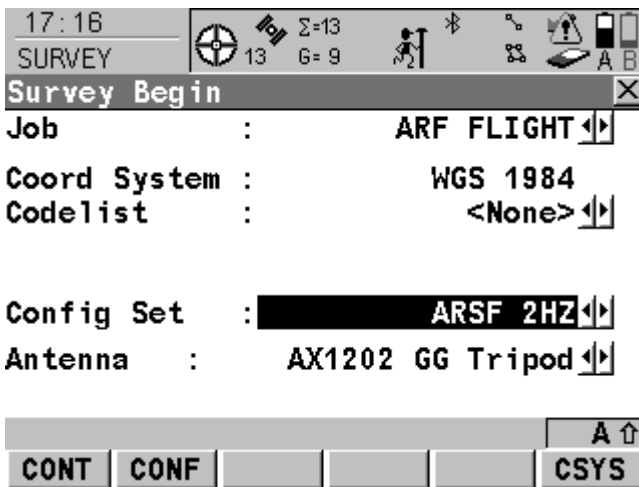 17:16
SURVEY
13
Σ=13
G= 9
2
A B
Survey Begin
Job : ARF FLIGHT
Coord System : WGS 1984
Codelist : <None>
Config Set : ARSF 2HZ
Antenna : AX1202 GG Tripod
A
CONT CONF CSYS